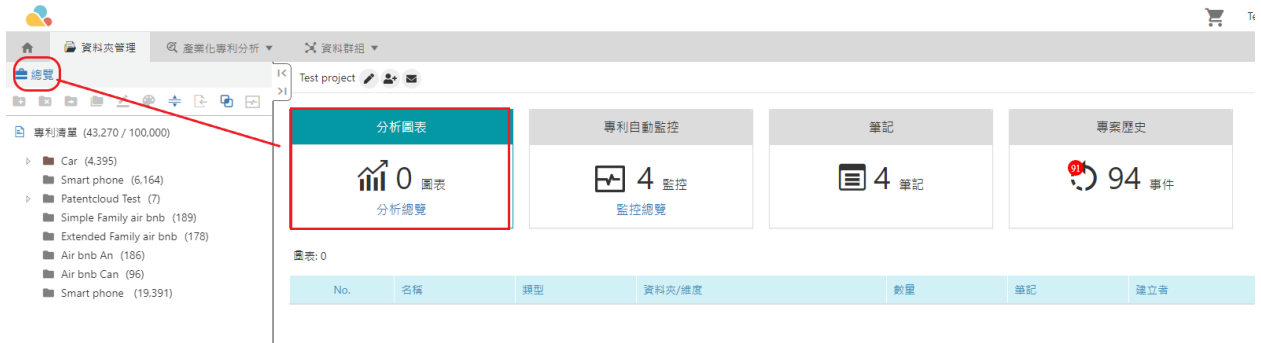 資料夾管理 產業化專利分析 ▼ 資料群組 ▼
總覽
Test project
專利清單 (43,270 / 100,000)
Car (4,395)
Smart phone (6,164)
Patentcloud Test (7)
Simple Family air bnb (189)
Extended Family air bnb (178)
Air bnb An (186)
Air bnb Can (96)
Smart phone (19,391)
分析圖表
0 圖表
分析總覽
專利自動監控
4 監控
監控總覽
筆記
4 筆記
專案歷史
91
94 事件
圖表: 0
No. 名稱 類型 資料夾/維度 數量 筆記 建立者